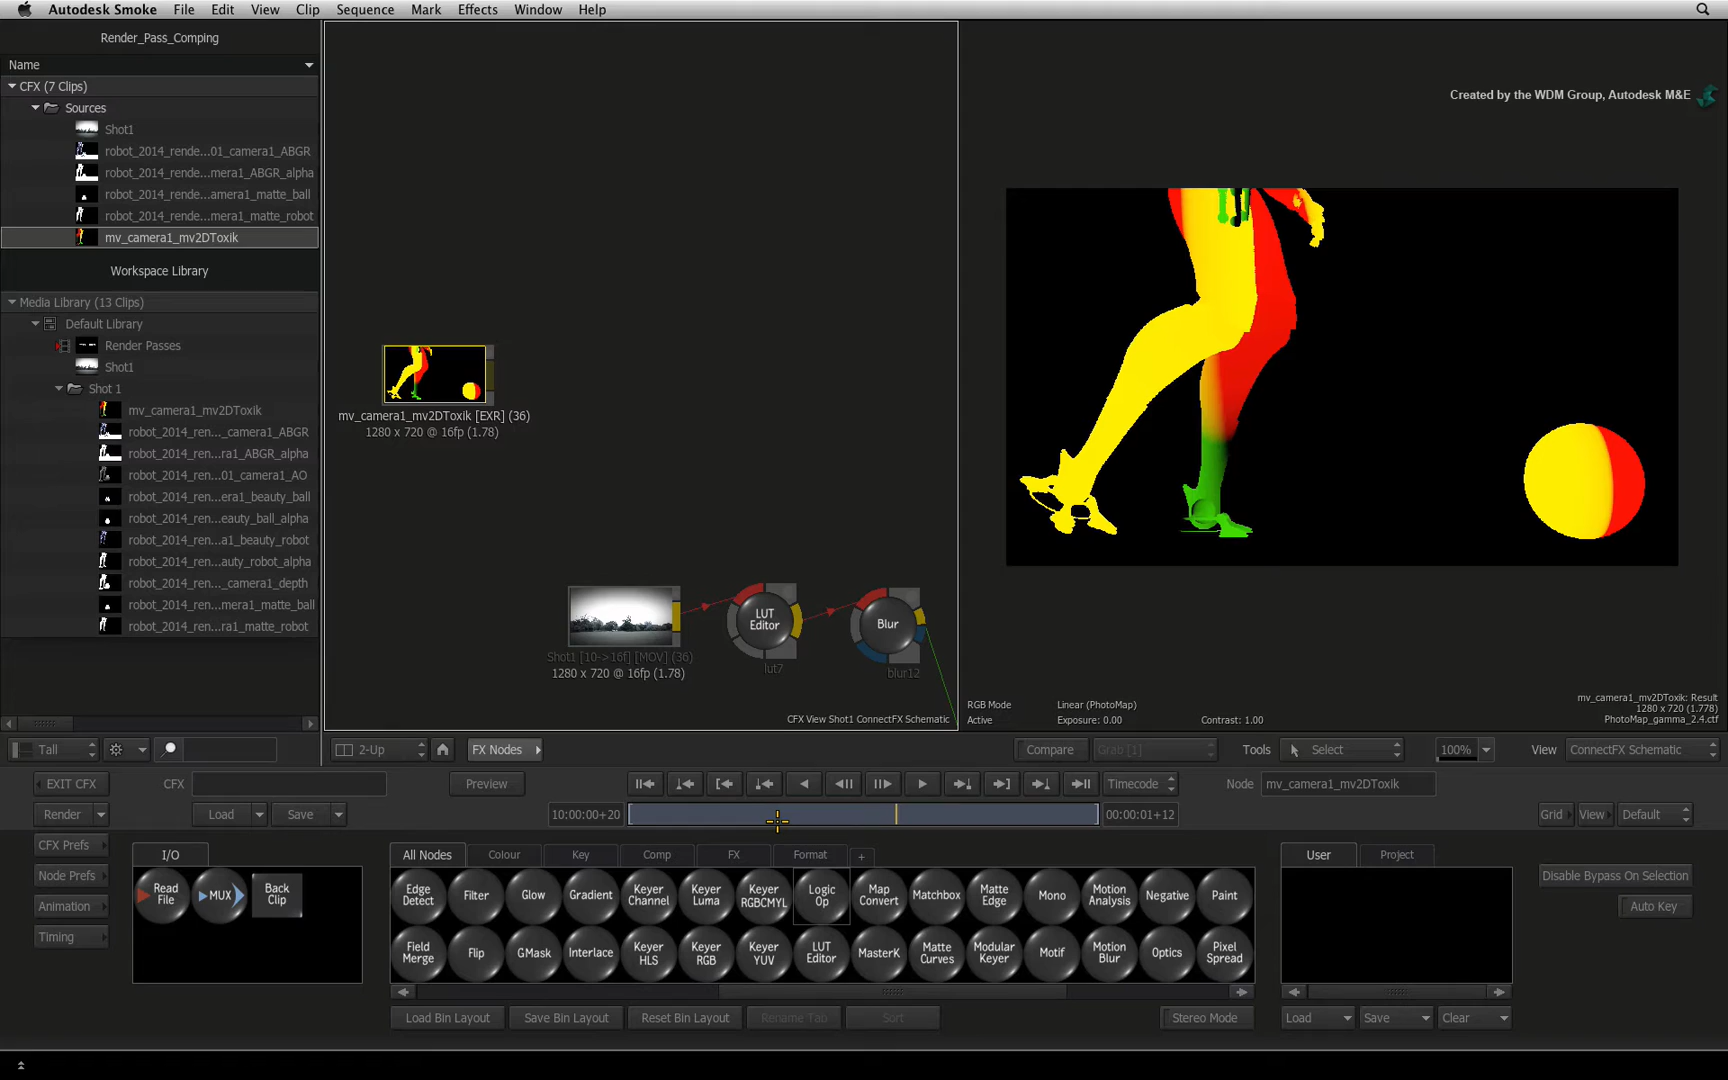 Autodesk Smoke File Edit View Clip Sequence Mark Effects Window Help
Render_Pass_Comping
Name
CFX (7 Clips)
Sources
Shot1
robot_2014_rende...01_camera1_ABGR
robot_2014_rende...mera1_ABGR_alpha
robot_2014_rende...amera1_matte_ball
robot_2014_rende...mera1_matte_robot
mv_camera1_mv2DToxik
Workspace Library
Media Library (13 Clips)
Default Library
Render Passes
Shot1
Shot 1
mv_camera1_mv2DToxik
robot_2014_ren..._camera1_ABGR
robot_2014_ren...ra1_ABGR_alpha
robot_2014_ren...01_camera1_AO
robot_2014_ren...era1_beauty_ball
robot_2014_ren...eauty_ball_alpha
robot_2014_ren...a1_beauty_robot
robot_2014_ren...auty_robot_alpha
robot_2014_ren..._camera1_depth
robot_2014_ren...mera1_matte_ball
robot_2014_ren...ra1_matte_robot
mv_camera1_mv2DToxik [EXR] (36)
1280 x 720 @ 16fp (1.78)
LUT
Editor
Blur
Shot1 [10->16f] [MOV] (36)
1280 x 720 @ 16fp (1.78)
lut7
blur12
CFX View Shot1 ConnectFX Schematic
Created by the WDM Group, Autodesk M&E
RGB Mode Linear (PhotoMap)
Active Exposure: 0.00 Contrast: 1.00
mv_camera1_mv2DToxik: Result
1280 x 720 (1.778)
PhotoMap_gamma_2.4.ctf
Tall 2-Up FX Nodes Compare Grab [1] Tools Select 100% View ConnectFX Schematic
EXIT CFX CFX Preview Timecode Node mv_camera1_mv2DToxik
Render Load Save 10:00:00+20 00:00:01+12 Grid View Default
CFX Prefs
Node Prefs
Animation
Timing
I/O
Read
File
MUX
Back
Clip
All Nodes Colour Key Comp FX Format +
Edge
Detect
Filter
Glow
Gradient
Keyer
Channel
Keyer
Luma
Keyer
RGBCMYL
Logic
Op
Map
Convert
Matchbox
Matte
Edge
Mono
Motion
Analysis
Negative
Paint
Field
Merge
Flip
GMask
Interlace
Keyer
HLS
Keyer
RGB
Keyer
YUV
LUT
Editor
MasterK
Matte
Curves
Modular
Keyer
Motif
Motion
Blur
Optics
Pixel
Spread
Load Bin Layout Save Bin Layout Reset Bin Layout Rename Tab Sort Stereo Mode
User Project
Load Save Clear
Disable Bypass On Selection
Auto Key